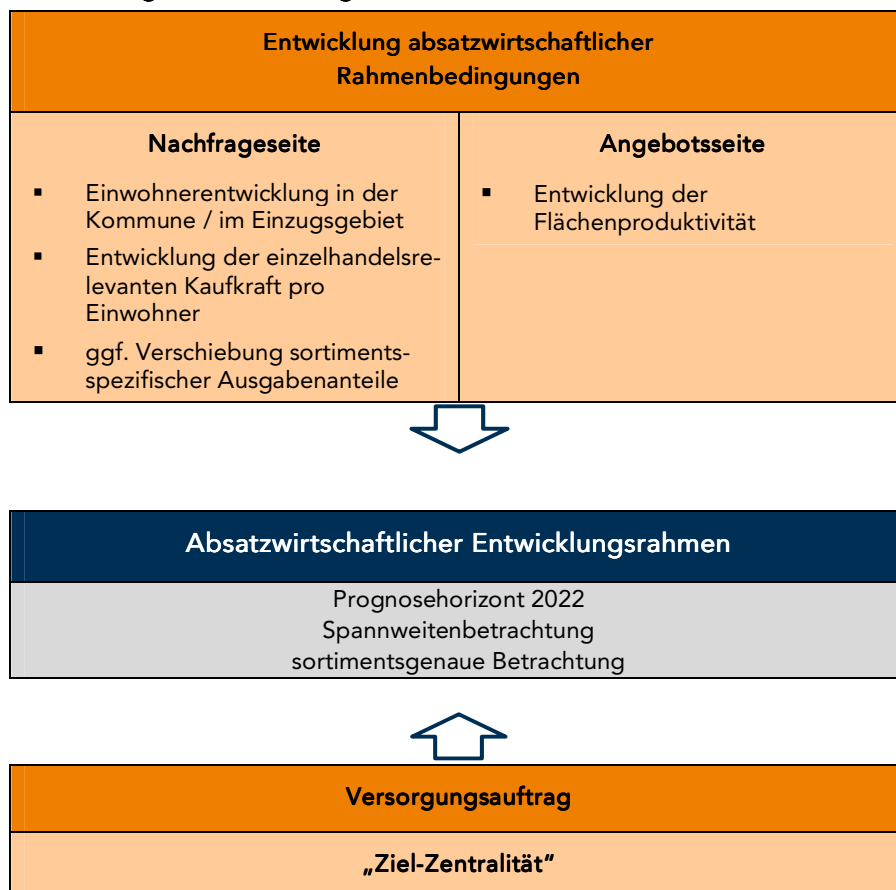 Entwicklung absatzwirtschaftlicher
Rahmenbedingungen
Nachfrageseite
▪ Einwohnerentwicklung in der
Kommune / im Einzugsgebiet
▪ Entwicklung der einzelhandelsre-
levanten Kaufkraft pro
Einwohner
▪ ggf. Verschiebung sortiments-
spezifischer Ausgabenanteile
Angebotsseite
▪ Entwicklung der
Flächenproduktivität
Absatzwirtschaftlicher Entwicklungsrahmen
Prognosehorizont 2022
Spannweitenbetrachtung
sortimentsgenaue Betrachtung
Versorgungsauftrag
„Ziel-Zentralität“